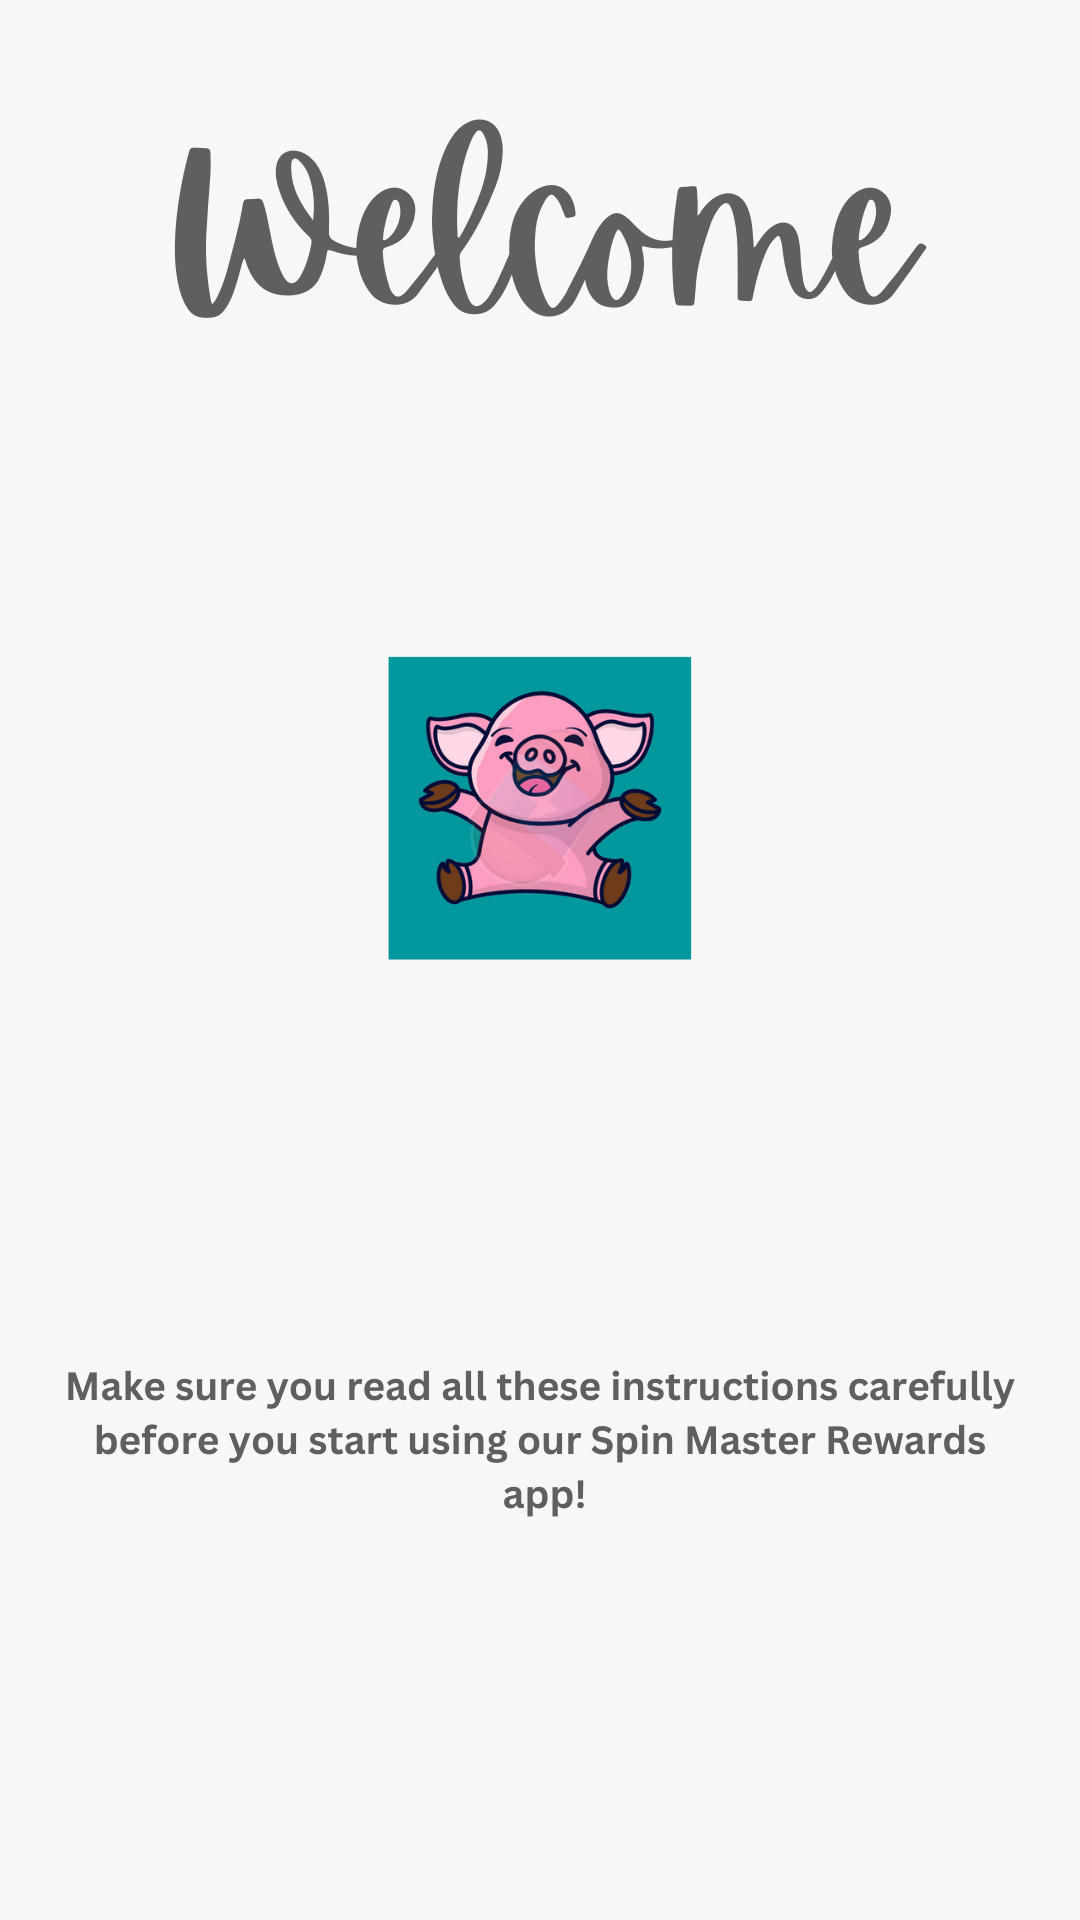 Welcome
Make sure you read all these instructions carefully
before you start using our Spin Master Rewards
app!